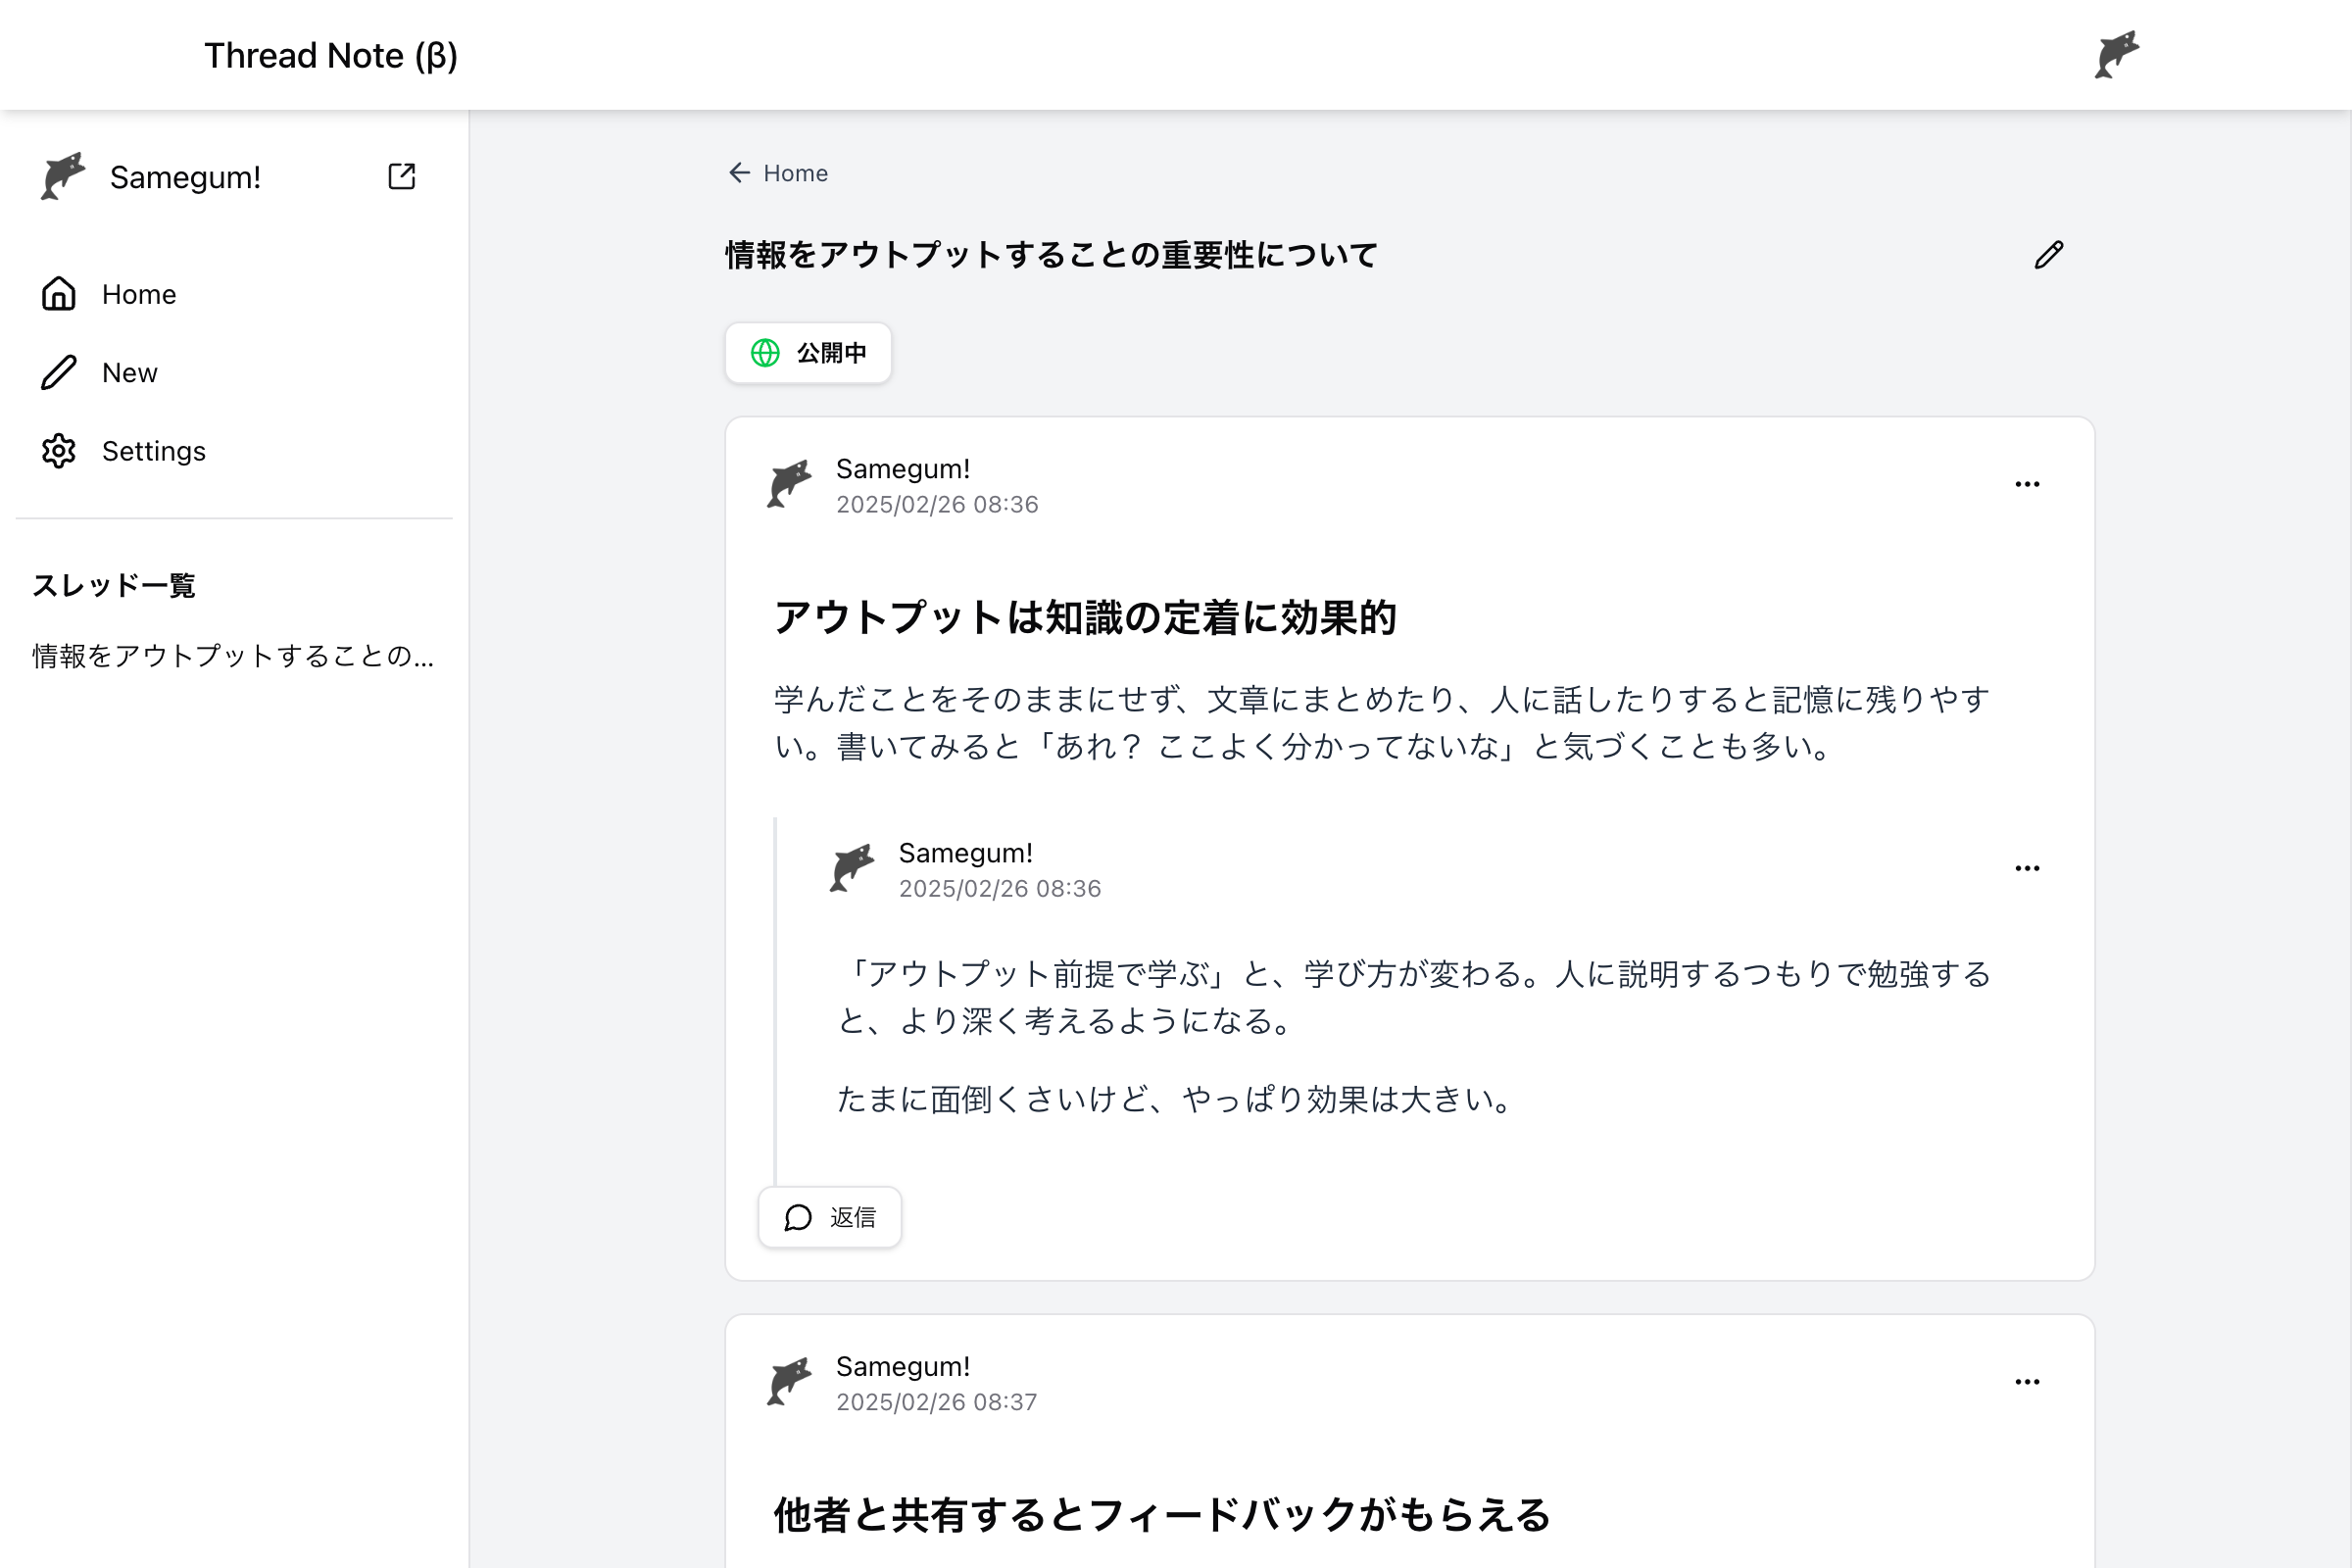 Thread Note (β)
Samegum!
Home
New
Settings
スレッド一覧
情報をアウトプットすることの...
Home
情報をアウトプットすることの重要性について
公開中
Samegum!
2025/02/26 08:36
アウトプットは知識の定着に効果的
学んだことをそのままにせず、文章にまとめたり、人に話したりすると記憶に残りやす
い。書いてみると「あれ？ ここよく分かってないな」と気づくことも多い。
Samegum!
2025/02/26 08:36
「アウトプット前提で学ぶ」と、学び方が変わる。人に説明するつもりで勉強する
と、より深く考えるようになる。
たまに面倒くさいけど、やっぱり効果は大きい。
返信
Samegum!
2025/02/26 08:37
他者と共有するとフィードバックがもらえる